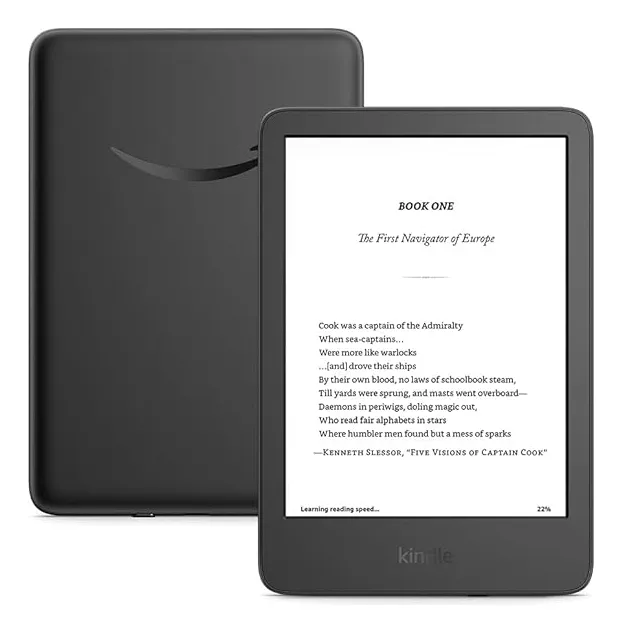 BOOK ONE
The First Navigator of Europe
Cook was a captain of the Admiralty
When sea-captains...
Were more like warlocks
...[and] drove their ships
By their own blood, no laws of schoolbook steam,
Till yards were sprung, and masts went overboard—
Daemons in periwigs, doling magic out,
Who read fair alphabets in stars
Where humbler men found but a mess of sparks
—Kenneth Slessor, "Five Visions of Captain Cook"
Learning reading speed... 22%
kindle